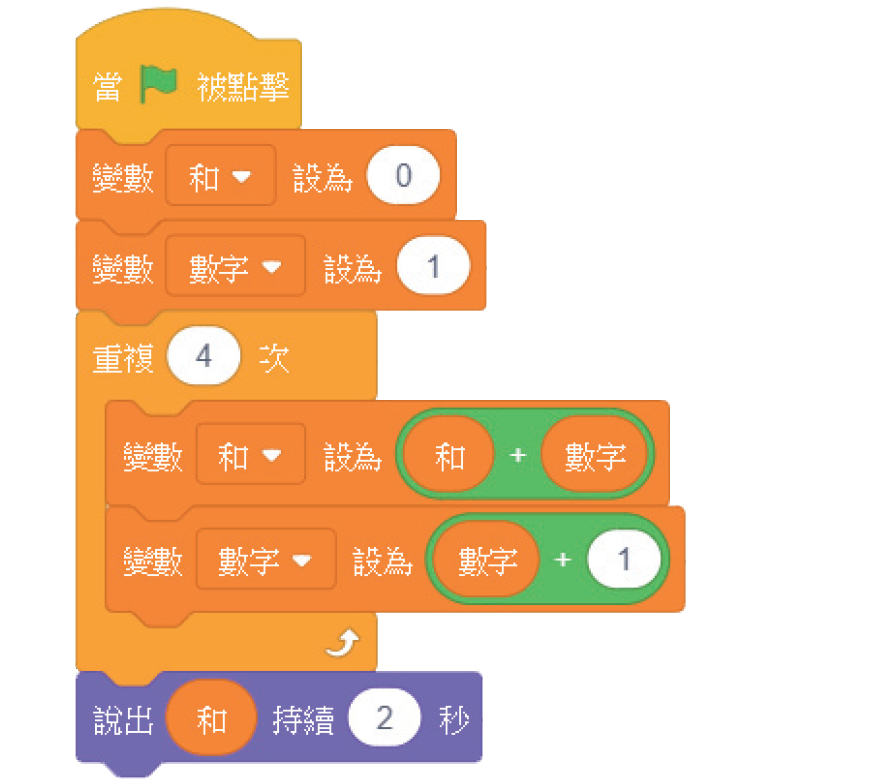 當 被點擊
變數 和 設為 0
變數 數字 設為 1
重複 4 次
變數 和 設為 和 + 數字
變數 數字 設為 數字 + 1
說出 和 持續 2 秒